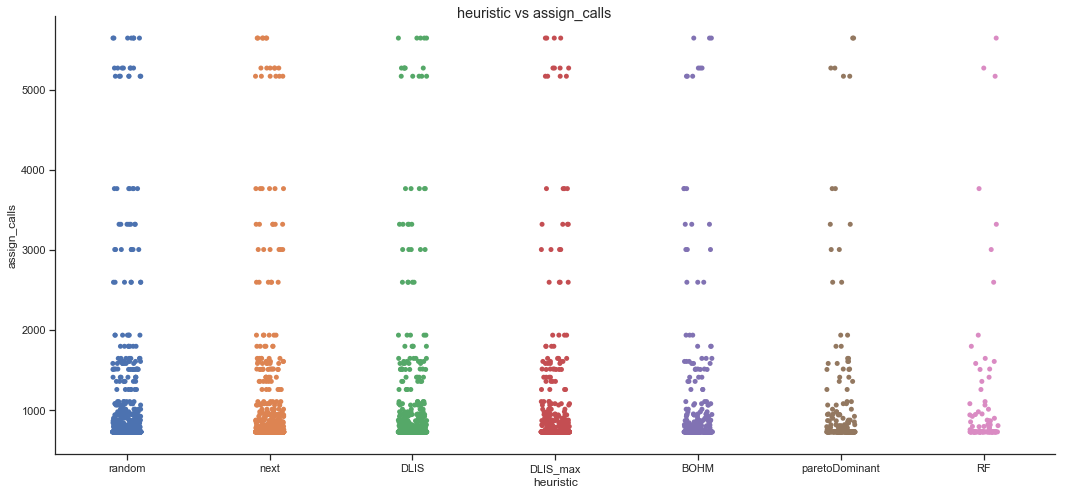 heuristic vs assign_calls
assign_calls
5000
4000
3000
2000
1000
random next DLIS DLIS_max BOHM paretoDominant RF
heuristic